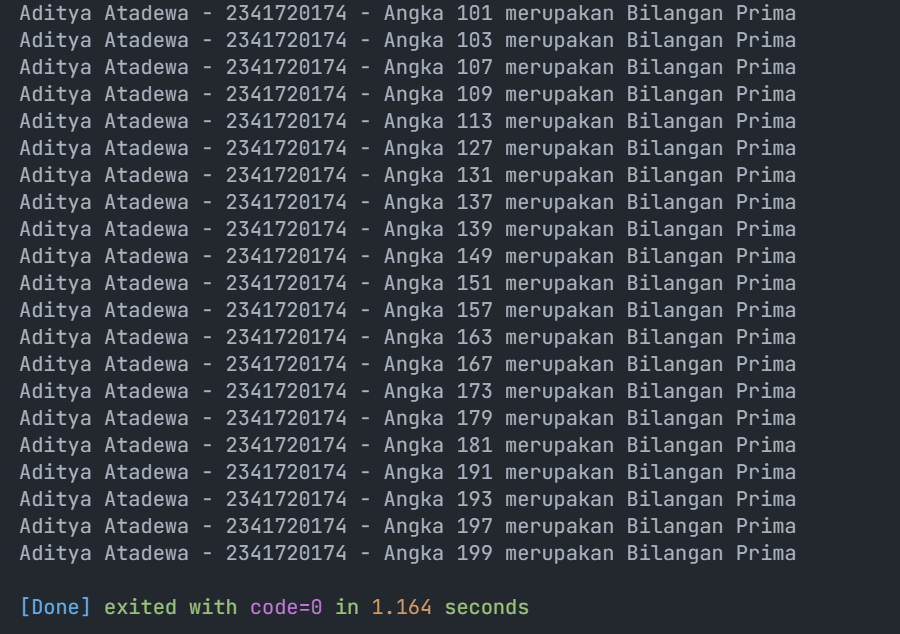 Aditya Atadewa - 2341720174 - Angka 101 merupakan Bilangan Prima
Aditya Atadewa - 2341720174 - Angka 103 merupakan Bilangan Prima
Aditya Atadewa - 2341720174 - Angka 107 merupakan Bilangan Prima
Aditya Atadewa - 2341720174 - Angka 109 merupakan Bilangan Prima
Aditya Atadewa - 2341720174 - Angka 113 merupakan Bilangan Prima
Aditya Atadewa - 2341720174 - Angka 127 merupakan Bilangan Prima
Aditya Atadewa - 2341720174 - Angka 131 merupakan Bilangan Prima
Aditya Atadewa - 2341720174 - Angka 137 merupakan Bilangan Prima
Aditya Atadewa - 2341720174 - Angka 139 merupakan Bilangan Prima
Aditya Atadewa - 2341720174 - Angka 149 merupakan Bilangan Prima
Aditya Atadewa - 2341720174 - Angka 151 merupakan Bilangan Prima
Aditya Atadewa - 2341720174 - Angka 157 merupakan Bilangan Prima
Aditya Atadewa - 2341720174 - Angka 163 merupakan Bilangan Prima
Aditya Atadewa - 2341720174 - Angka 167 merupakan Bilangan Prima
Aditya Atadewa - 2341720174 - Angka 173 merupakan Bilangan Prima
Aditya Atadewa - 2341720174 - Angka 179 merupakan Bilangan Prima
Aditya Atadewa - 2341720174 - Angka 181 merupakan Bilangan Prima
Aditya Atadewa - 2341720174 - Angka 191 merupakan Bilangan Prima
Aditya Atadewa - 2341720174 - Angka 193 merupakan Bilangan Prima
Aditya Atadewa - 2341720174 - Angka 197 merupakan Bilangan Prima
Aditya Atadewa - 2341720174 - Angka 199 merupakan Bilangan Prima
[Done] exited with code=0 in 1.164 seconds